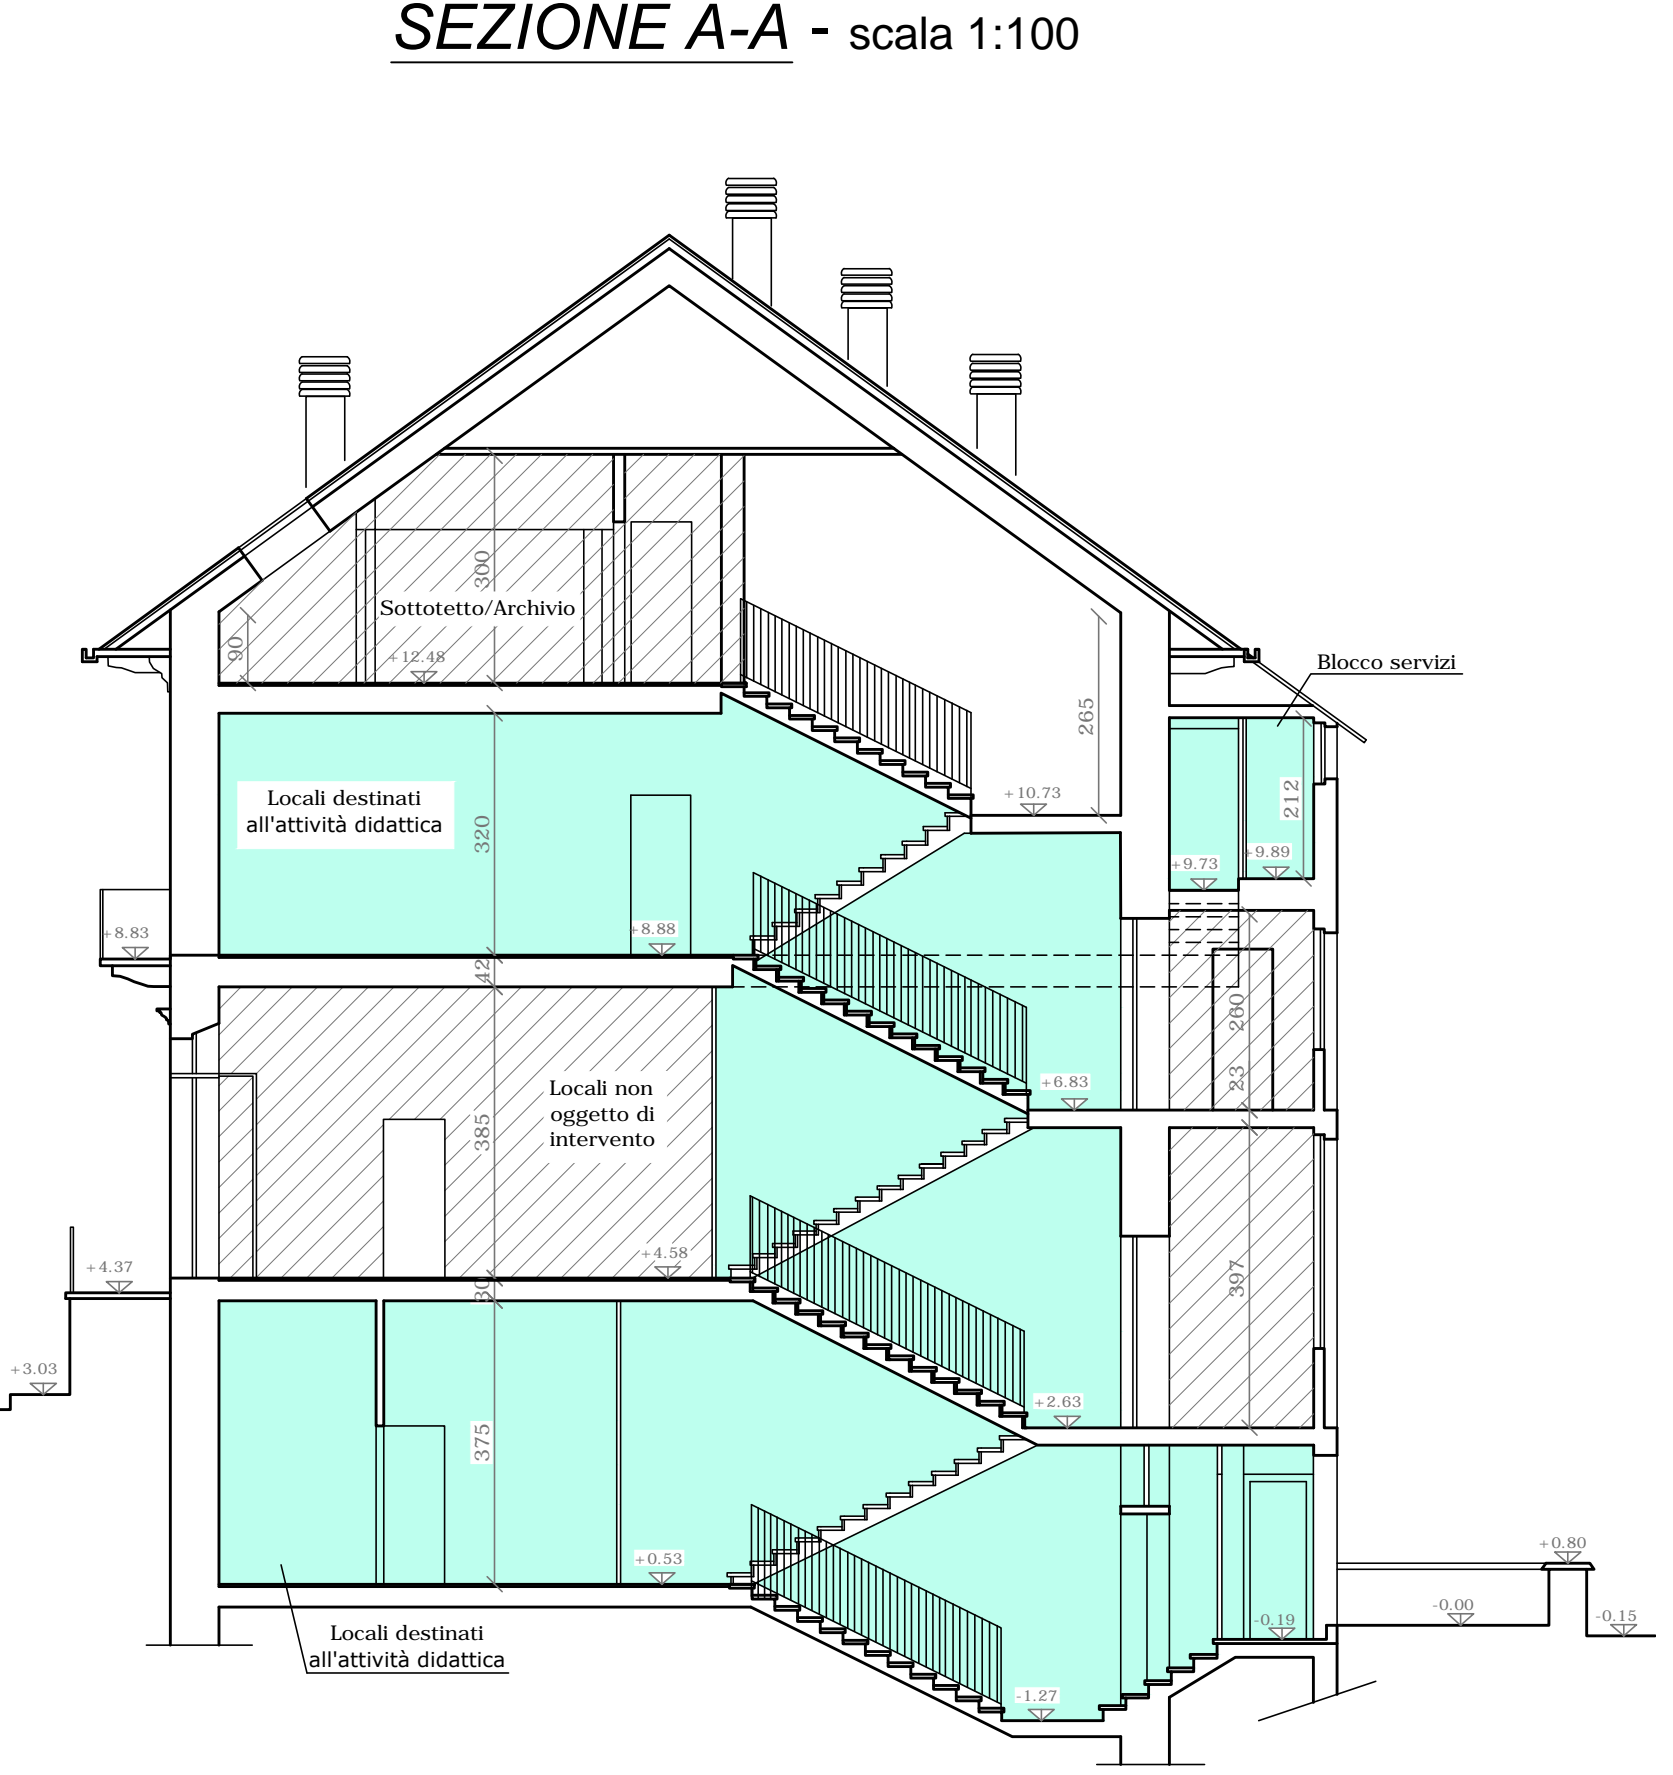 SEZIONE A-A - scala 1:100
300
Sottotetto/Archivio
90
+12.48
Blocco servizi
265
212
+10.73
Locali destinati
all'attività didattica
320
+9.73
+9.89
+8.83
+8.88
42
260
Locali non
oggetto di
intervento
+6.83
23
385
+4.58
+4.37
30
397
+3.03
+2.63
375
+0.53
+0.80
-0.00
-0.15
-0.19
Locali destinati
all'attività didattica
-1.27